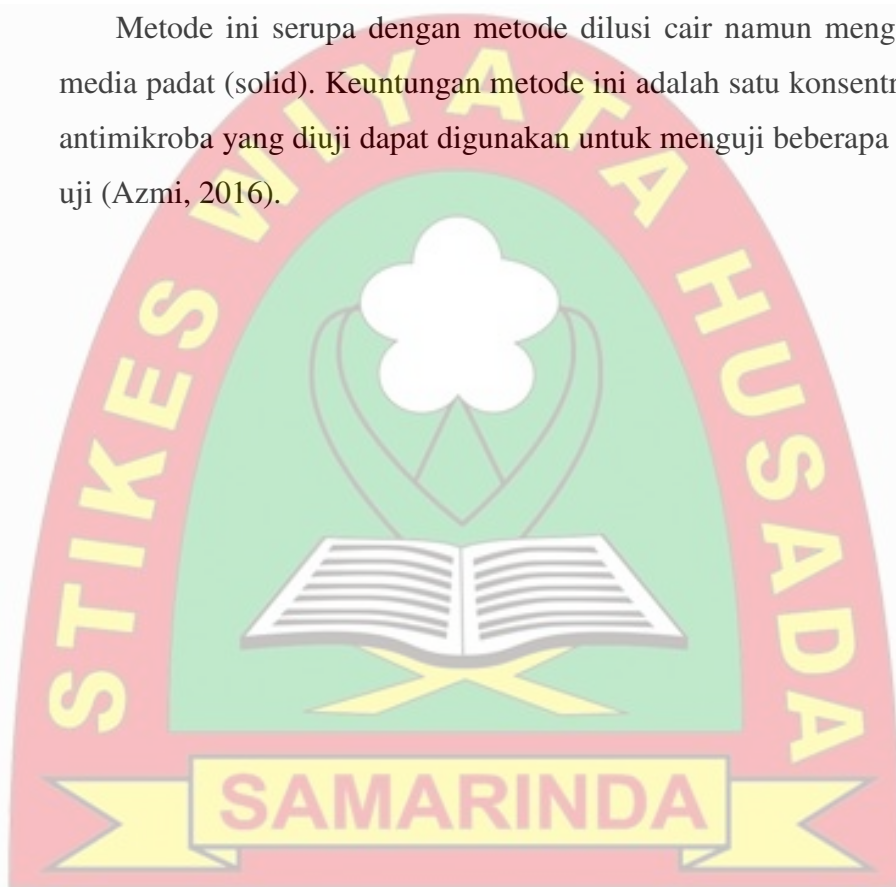 Metode ini serupa dengan metode dilusi cair namun meng
media padat (solid). Keuntungan metode ini adalah satu konsentr
antimikroba yang diuji dapat digunakan untuk menguji beberapa
uji (Azmi, 2016).
STIKES WIYATA HUSADA
SAMARINDA